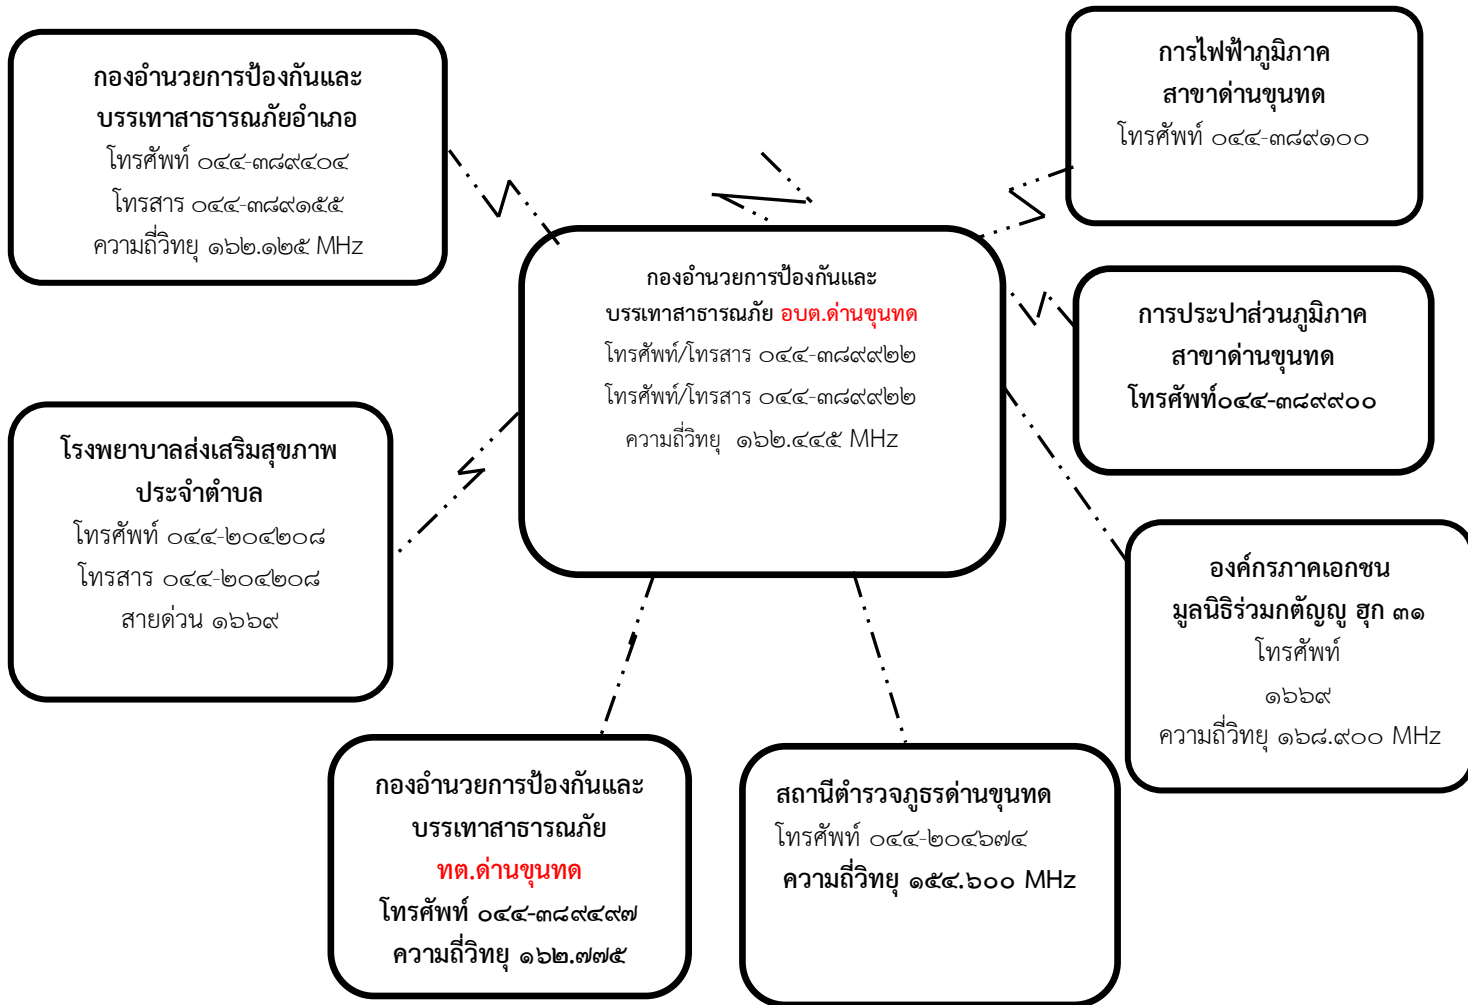 กองอำนวยการป้องกันและ
บรรเทาสาธารณภัยอำเภอ
โทรศัพท์ ๐๔๔-๓๘๙๔๐๔
โทรสาร ๐๔๔-๓๘๙๑๕๕
ความถี่วิทยุ ๑๖๒.๑๒๕ MHz
การไฟฟ้าภูมิภาค
สาขาด่านขุนทด
โทรศัพท์ ๐๔๔-๓๘๙๑๐๐
กองอำนวยการป้องกันและ
บรรเทาสาธารณภัย อบต.ด่านขุนทด
โทรศัพท์/โทรสาร ๐๔๔-๓๘๙๙๒๒
โทรศัพท์/โทรสาร ๐๔๔-๓๘๙๙๒๒
ความถี่วิทยุ ๑๖๒.๔๔๕ MHz
การประปาส่วนภูมิภาค
สาขาด่านขุนทด
โทรศัพท์๐๔๔-๓๘๙๙๐๐
โรงพยาบาลส่งเสริมสุขภาพ
ประจำตำบล
โทรศัพท์ ๐๔๔-๒๐๔๒๐๘
โทรสาร ๐๔๔-๒๐๔๒๐๘
สายด่วน ๑๖๖๙
องค์กรภาคเอกชน
มูลนิธิร่วมกตัญญู ฮุก ๓๑
โทรศัพท์
๑๖๖๙
ความถี่วิทยุ ๑๖๘.๙๐๐ MHz
กองอำนวยการป้องกันและ
บรรเทาสาธารณภัย
ทต.ด่านขุนทด
โทรศัพท์ ๐๔๔-๓๘๙๔๙๗
ความถี่วิทยุ ๑๖๒.๗๗๕
สถานีตำรวจภูธรด่านขุนทด
โทรศัพท์ ๐๔๔-๒๐๔๖๗๔
ความถี่วิทยุ ๑๕๔.๖๐๐ MHz